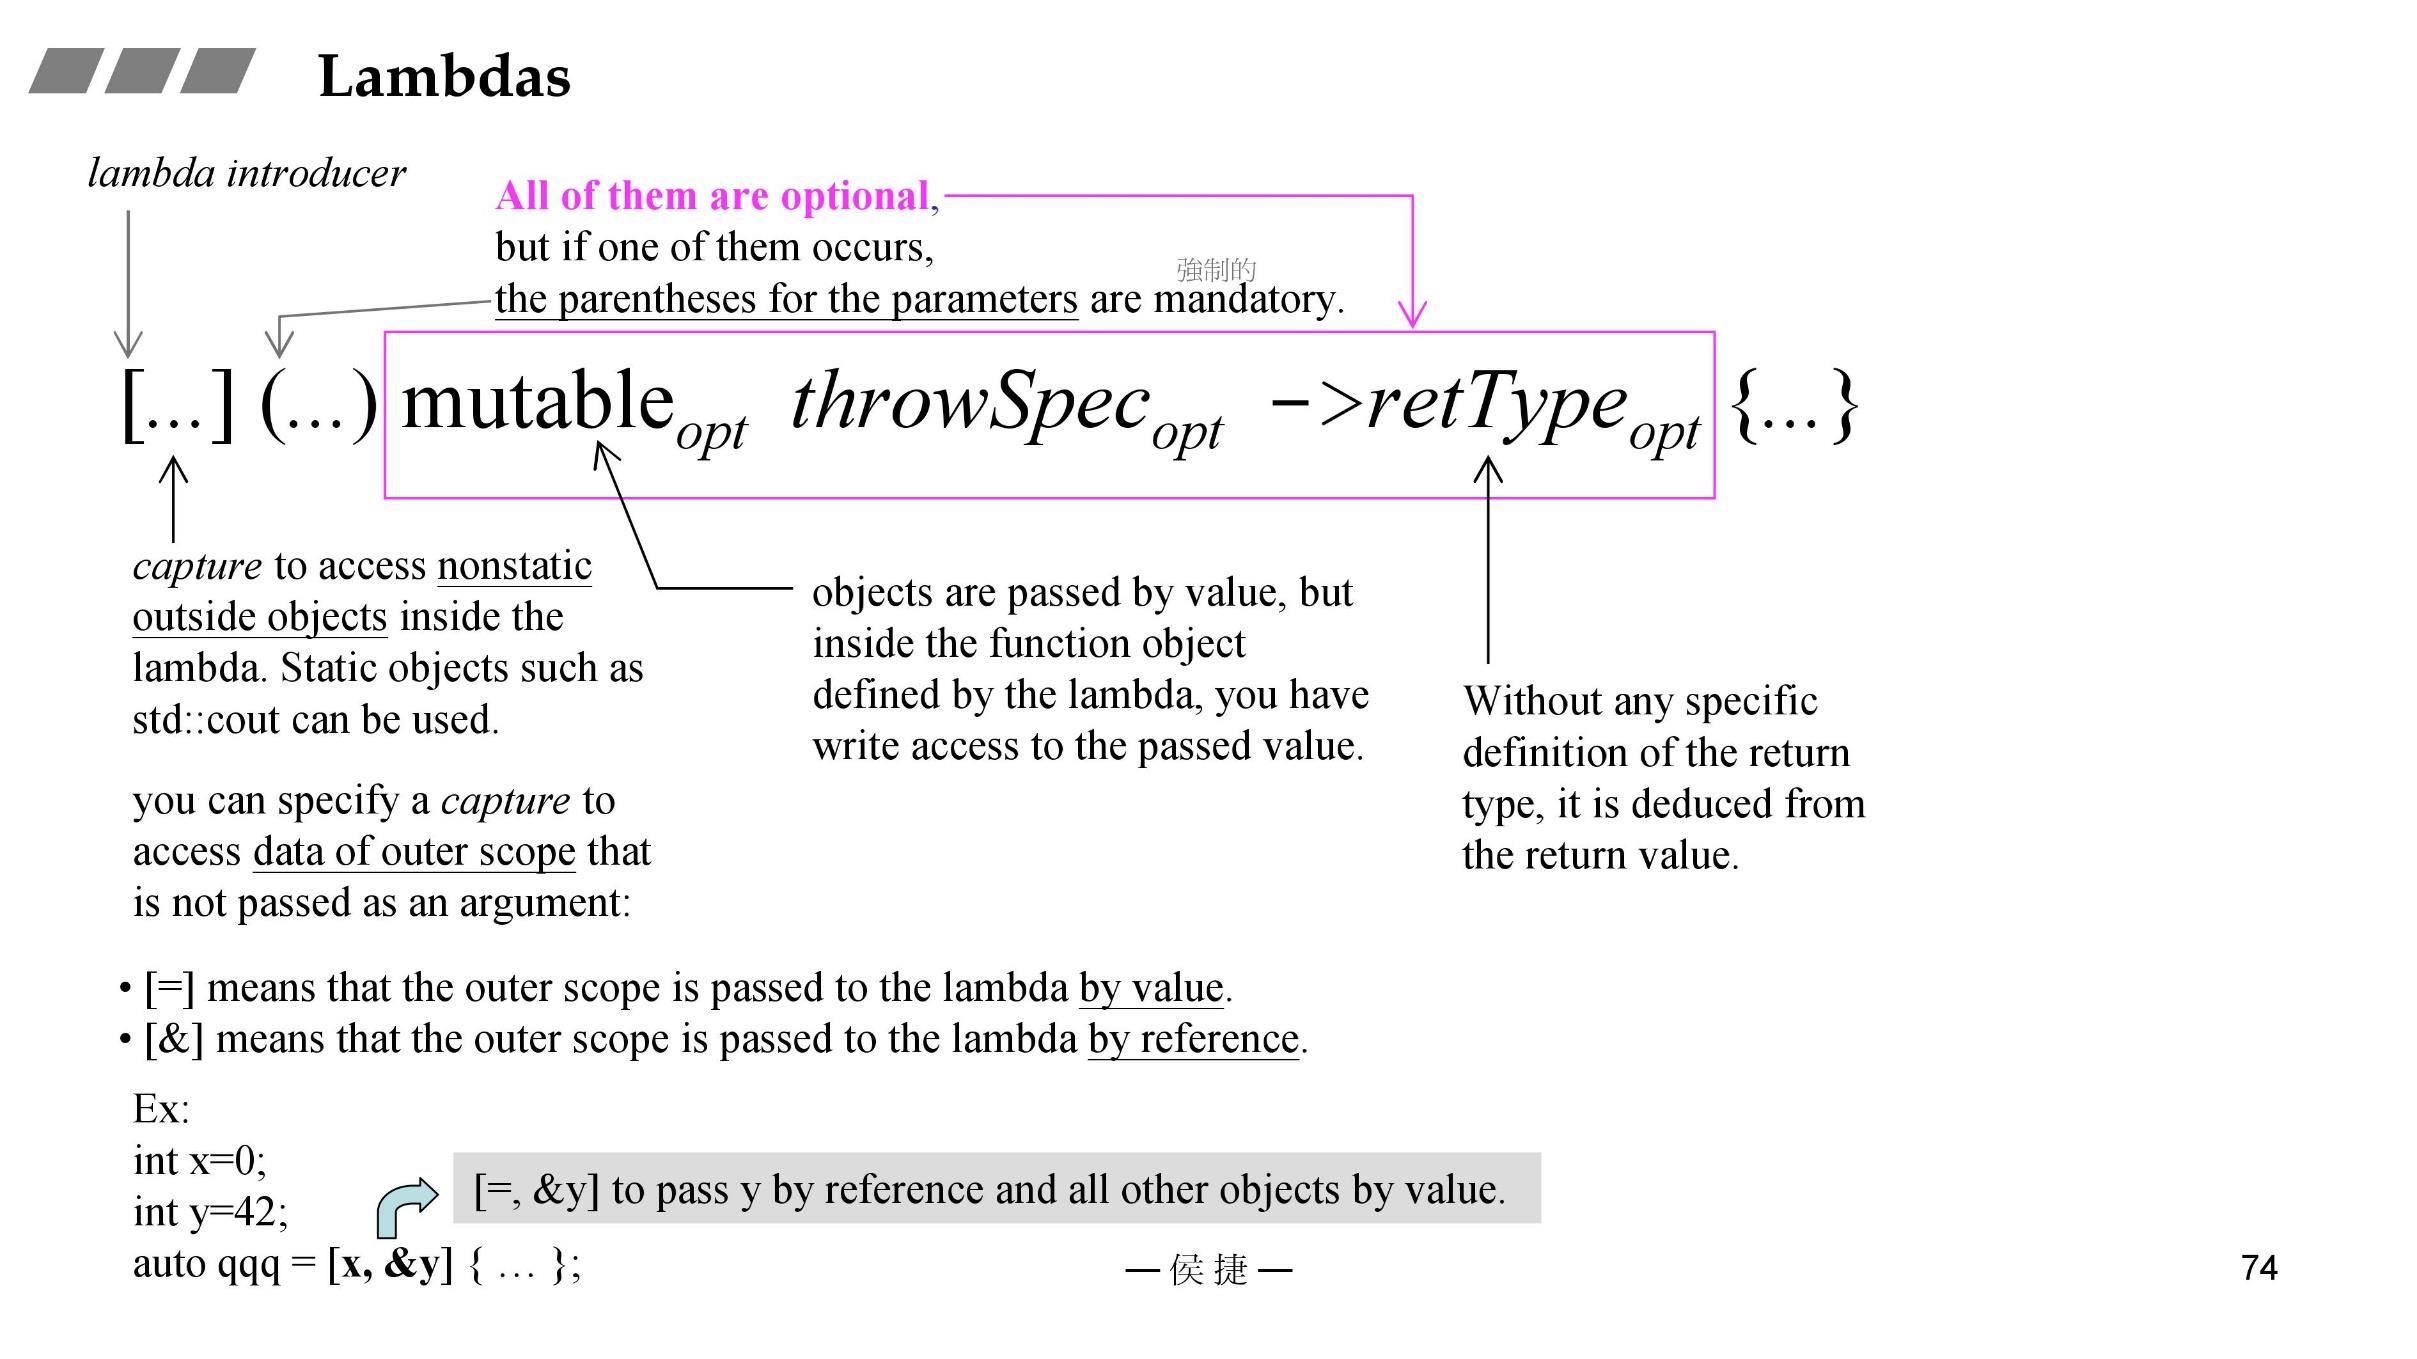 Lambdas
lambda introducer
All of them are optional,
but if one of them occurs,
強制的
the parentheses for the parameters are mandatory.
[...] (...) mutable opt throwSpec opt ->retType opt {...}
capture to access nonstatic
outside objects inside the
lambda. Static objects such as
std::cout can be used.
you can specify a capture to
access data of outer scope that
is not passed as an argument:
objects are passed by value, but
inside the function object
defined by the lambda, you have
write access to the passed value.
Without any specific
definition of the return
type, it is deduced from
the return value.
• [=] means that the outer scope is passed to the lambda by value.
• [&] means that the outer scope is passed to the lambda by reference.
Ex:
int x=0;
int y=42;
auto qqq = [x, &y] { ... };
[=, &y] to pass y by reference and all other objects by value.
— 侯 捷 —
74